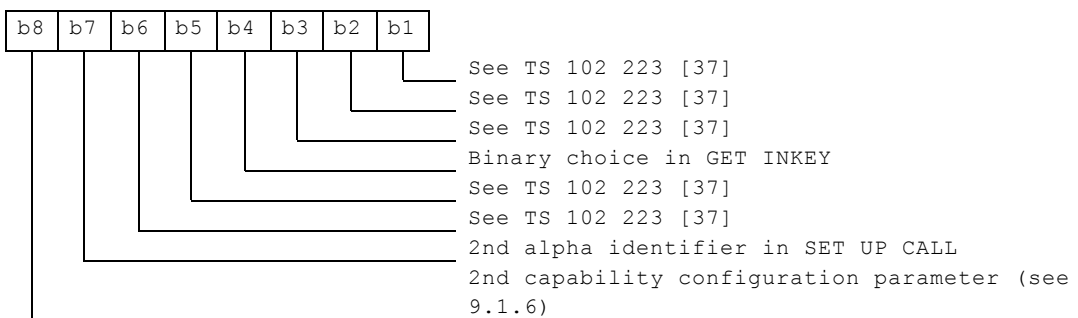 b8 b7 b6 b5 b4 b3 b2 b1
See TS 102 223 [37]
See TS 102 223 [37]
See TS 102 223 [37]
Binary choice in GET INKEY
See TS 102 223 [37]
See TS 102 223 [37]
2nd alpha identifier in SET UP CALL
2nd capability configuration parameter (see
9.1.6)